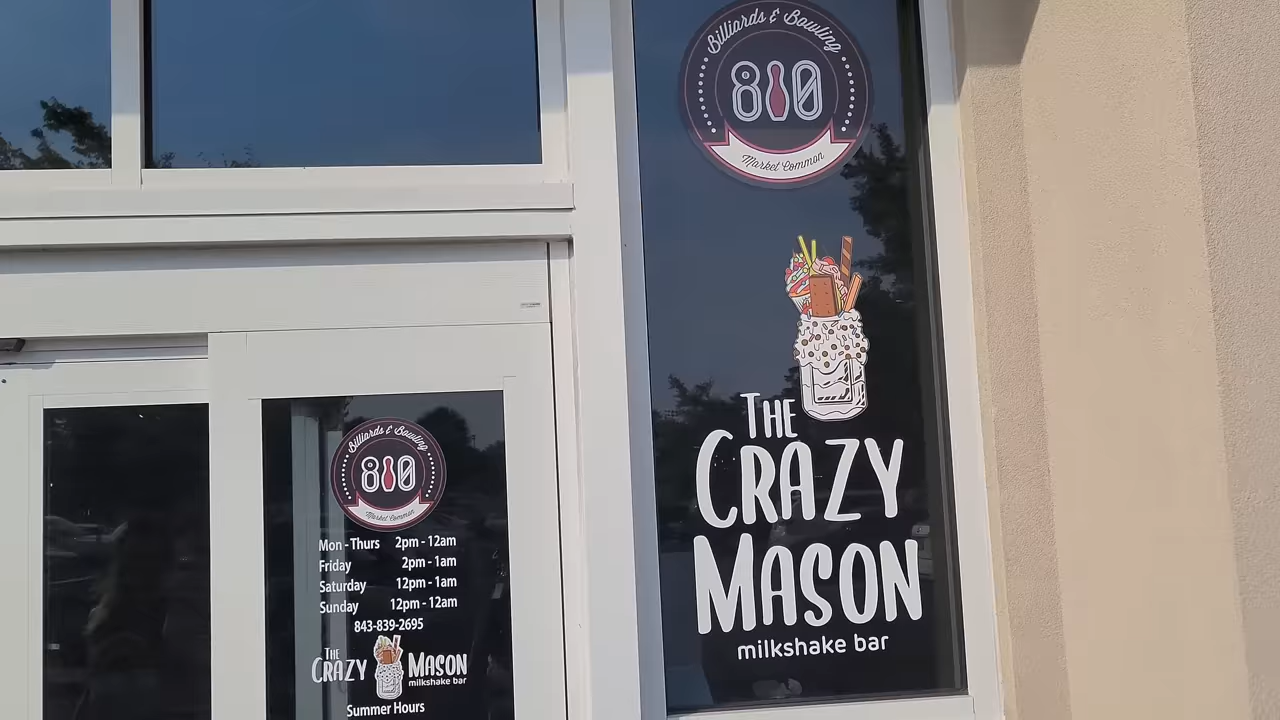 Billiards & Bowling
810
Market Common
THE
CRAZY
MASON
milkshake bar
Billiards & Bowling
810
Market Common
Mon - Thurs 2pm - 12am
Friday 2pm - 1am
Saturday 12pm - 1am
Sunday 12pm - 12am
843-839-2695
THE
CRAZY MASON
milkshake bar
Summer Hours